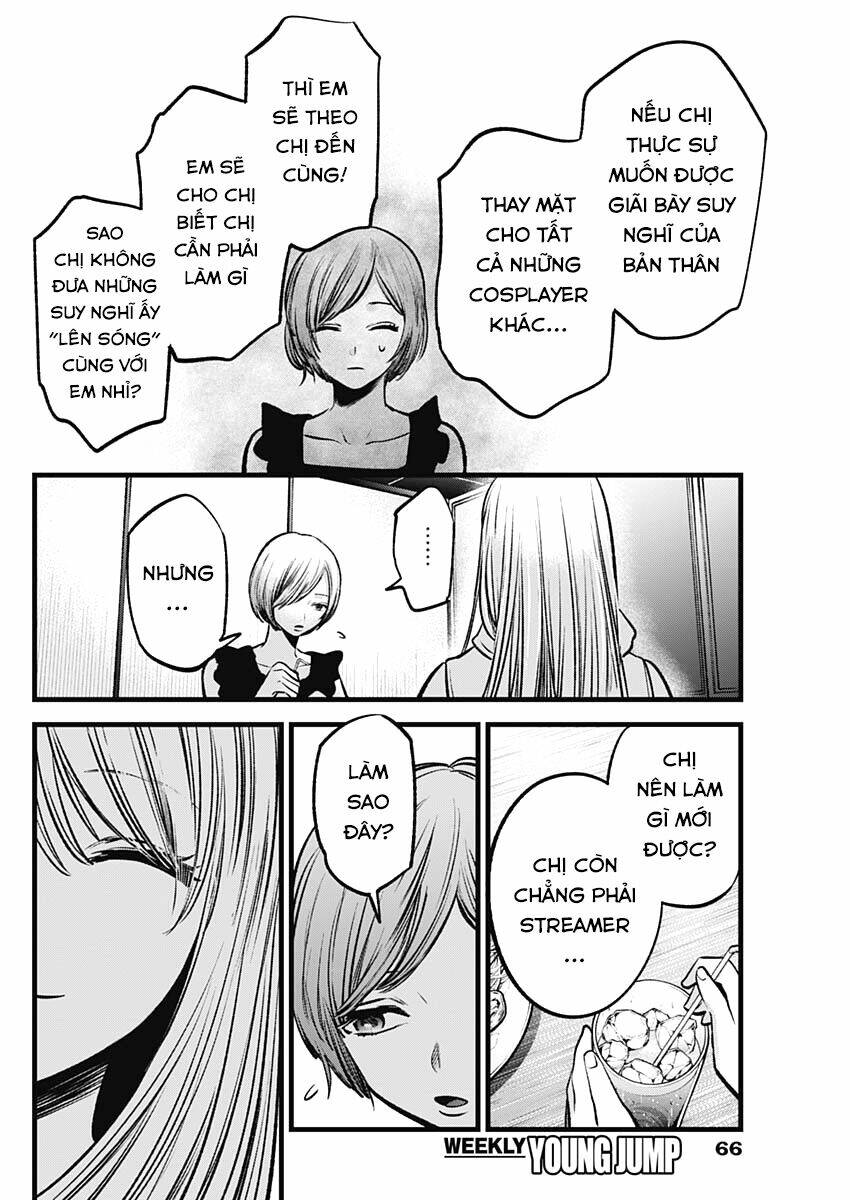 NẾU CHỊ
THỰC SỰ
MUỐN ĐƯỢC
GIÃI BÀY SUY
NGHĨ CỦA
BẢN THÂN
THAY MẶT
CHO TẤT
CẢ NHỮNG
COSPLAYER
KHÁC...
THÌ EM
SẼ THEO
CHỊ ĐẾN
CÙNG!
EM SẼ
CHO CHỊ
BIẾT CHỊ
CẦN PHẢI
LÀM GÌ
SAO
CHỊ KHÔNG
ĐƯA NHỮNG
SUY NGHĨ ẤY
"LÊN SÓNG"
CÙNG VỚI
EM NHỈ?
......
NHƯNG
...
CHỊ
NÊN LÀM
GÌ MỚI
ĐƯỢC?
CHỊ CÒN
CHẲNG PHẢI
STREAMER
...
LÀM
SAO
ĐÂY?
WEEKLY YOUNG JUMP 66